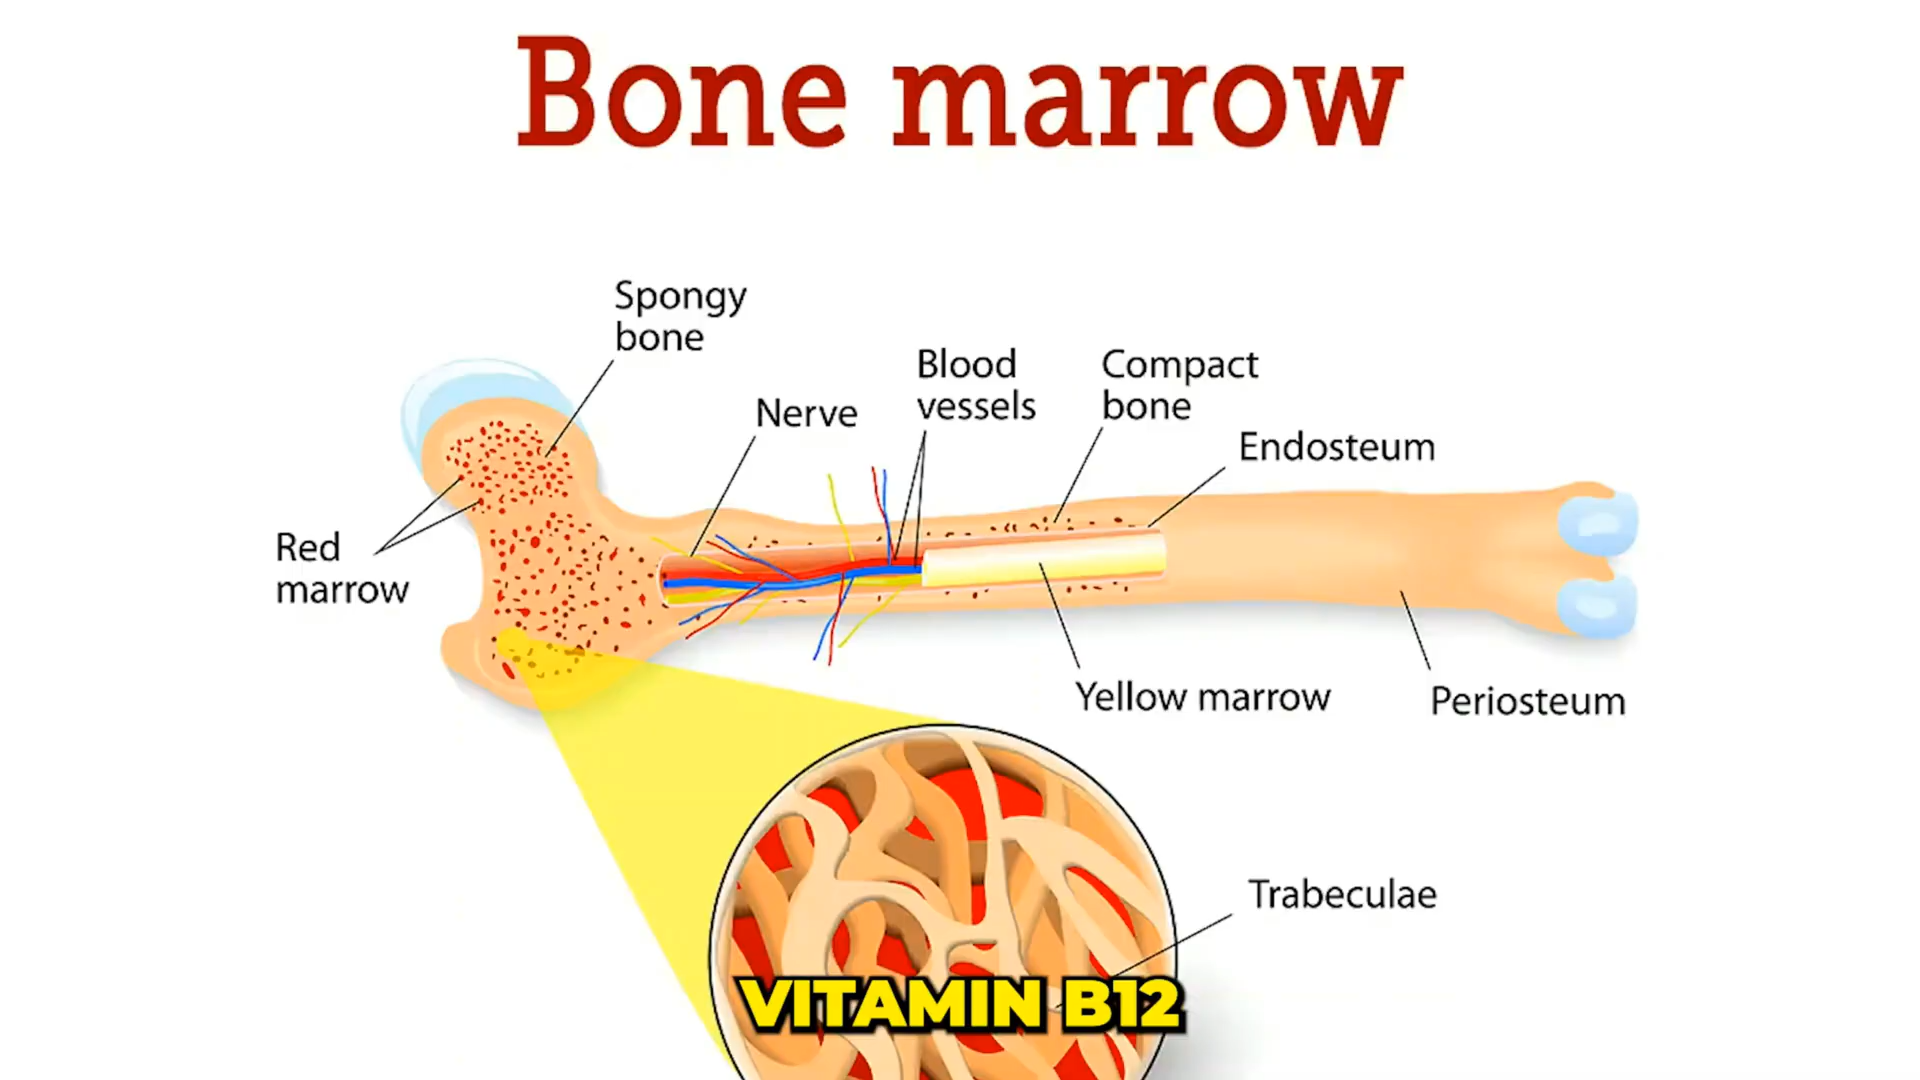 Bone marrow
Spongy
bone
Blood
vessels
Compact
bone
Nerve
Endosteum
Red
marrow
Yellow marrow
Periosteum
Trabeculae
VITAMIN B12